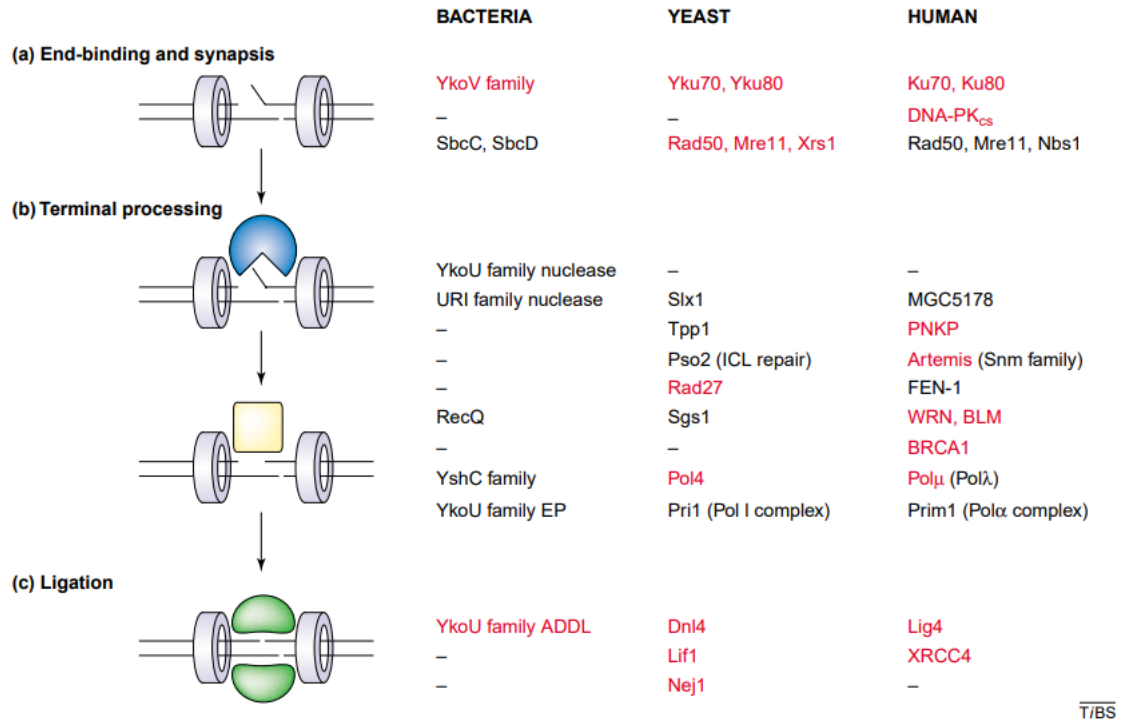 BACTERIA YEAST HUMAN
(a) End-binding and synapsis
YkoV family Yku70, Yku80 Ku70, Ku80
– – DNA-PKcs
SbcC, SbcD Rad50, Mre11, Xrs1 Rad50, Mre11, Nbs1
(b) Terminal processing
YkoU family nuclease – –
URI family nuclease Slx1 MGC5178
– Tpp1 PNKP
– Pso2 (ICL repair) Artemis (Snm family)
– Rad27 FEN-1
RecQ Sgs1 WRN, BLM
– – BRCA1
YshC family Pol4 Polμ (Polλ)
YkoU family EP Pri1 (Pol I complex) Prim1 (Polα complex)
(c) Ligation
YkoU family ADDL Dnl4 Lig4
– Lif1 XRCC4
– Nej1 –
TiBS